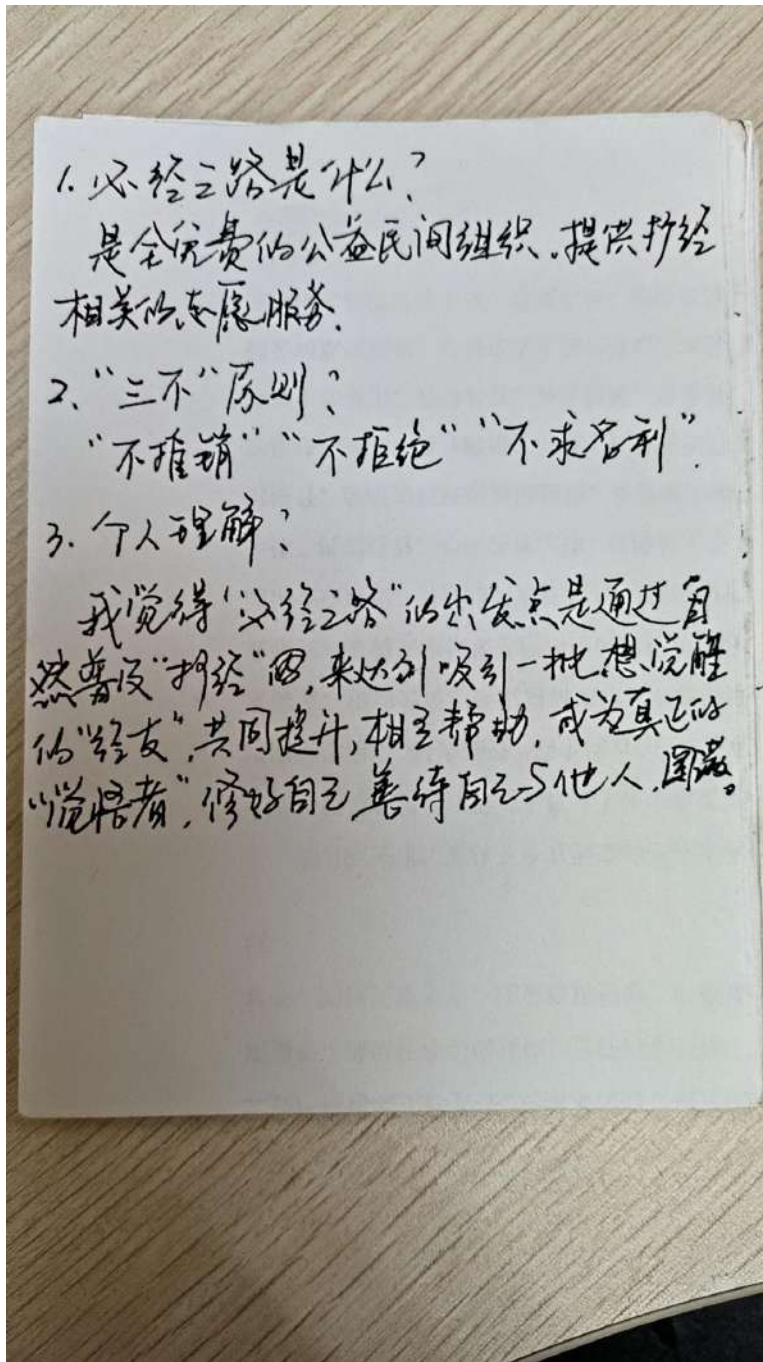 1. 必经之路是什么?
是全免费的公益民间组织。提供抄经
相关的志愿服务.
2、“三不”原则?
“不推销”“不拒绝”“不求名利”.
3. 个人理解?
我觉得“必经之路”的出发点是通过自
然普及“抄经”, 来达到吸引一批想觉醒
的“经友”, 共同提升, 相互帮助, 成为真正的
“觉悟者”, 修好自己, 善待自己与他人, 圆满。